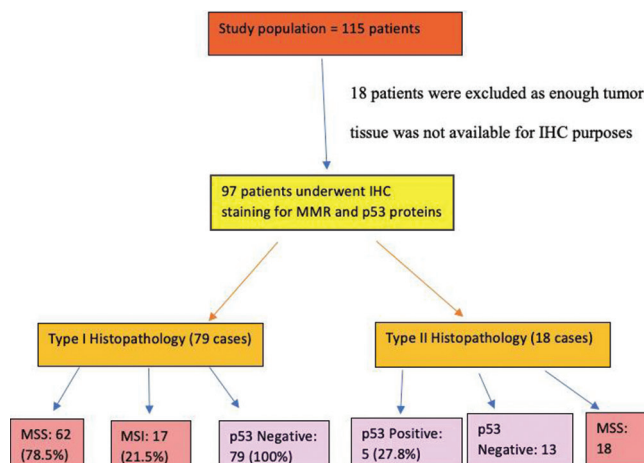 Study population = 115 patients
18 patients were excluded as enough tumor
tissue was not available for IHC purposes
97 patients underwent IHC
staining for MMR and p53 proteins
Type I Histopathology (79 cases)
Type II Histopathology (18 cases)
MSS: 62
(78.5%)
MSI: 17
(21.5%)
p53 Negative:
79 (100%)
p53 Positive:
5 (27.8%)
p53
Negative: 13
MSS:
18